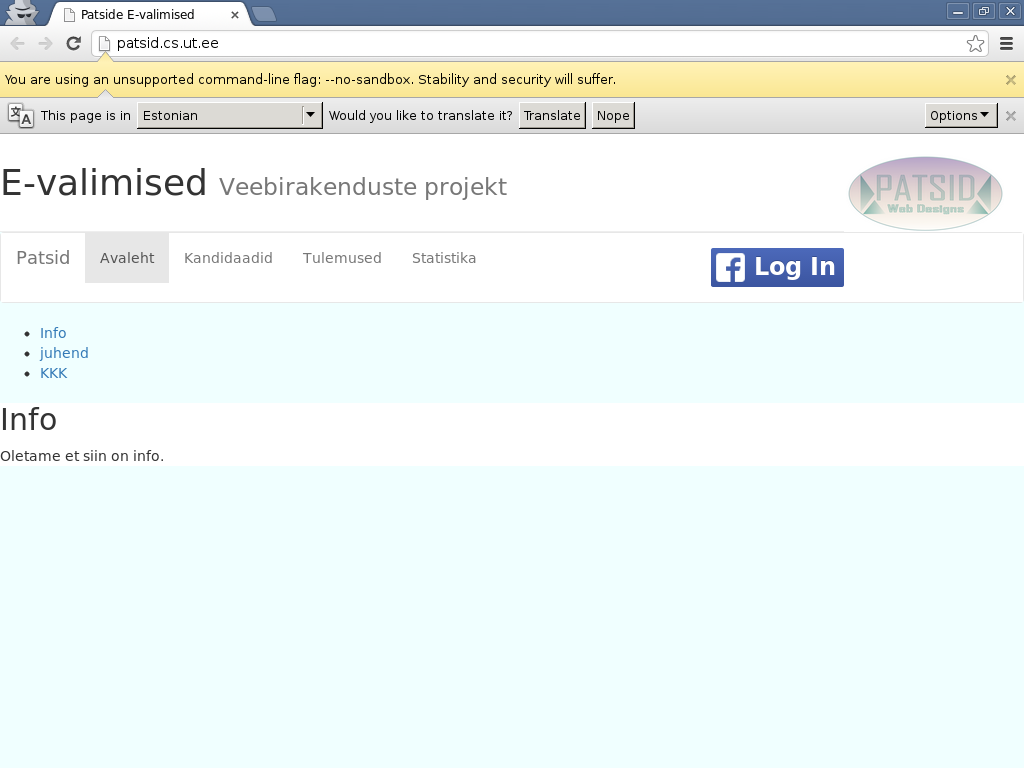 Patside E-valimised
patsid.cs.ut.ee
You are using an unsupported command-line flag: --no-sandbox. Stability and security will suffer.
This page is in Estonian Would you like to translate it? Translate Nope Options
E-valimised Veebirakenduste projekt
PATSID
Web Designs
Patsid Avaleht Kandidaadid Tulemused Statistika Log In
Info
juhend
KKK
Info
Oletame et siin on info.